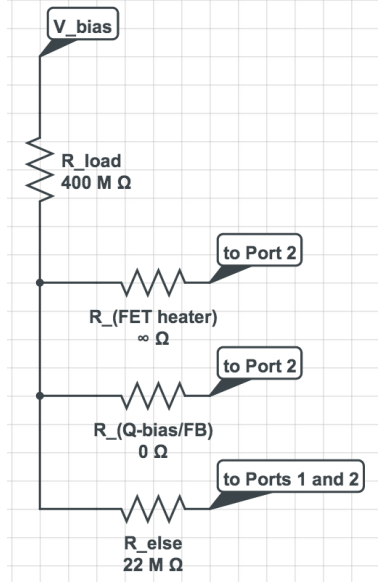 V_bias
R_load
400 M Ω
to Port 2
R_(FET heater)
∞ Ω
to Port 2
R_(Q-bias/FB)
0 Ω
to Ports 1 and 2
R_else
22 M Ω